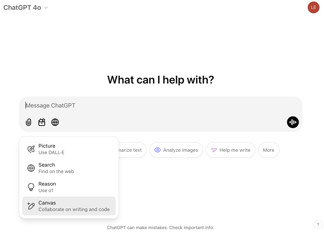 ChatGPT 4o
LE
What can I help with?
Message ChatGPT
Picture
Use DALL-E
Search
Find on the web
Reason
Use o1
Canvas
Collaborate on writing and code
marize text
Analyze images
Help me write
More
ChatGPT can make mistakes. Check important info.
?